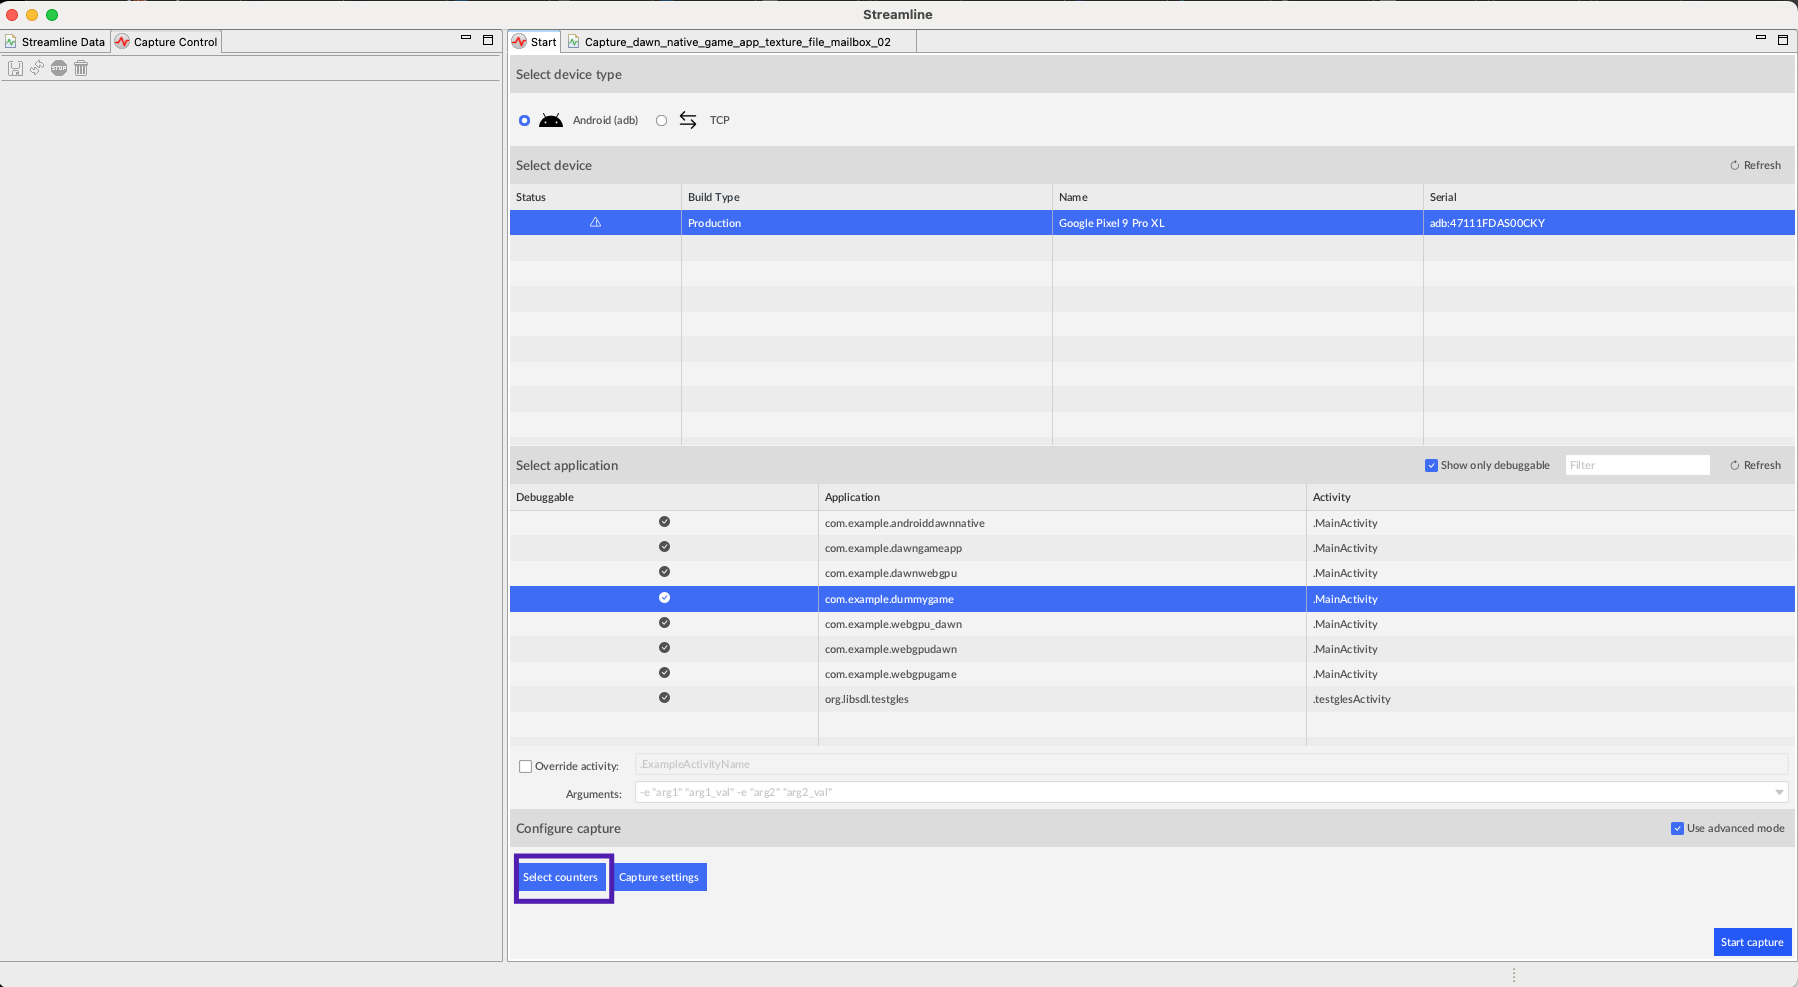 Streamline
Streamline Data Capture Control
Start Capture_dawn_native_game_app_texture_file_mailbox_02
STOP
Select device type
Android (adb) TCP
Select device Refresh
Status Build Type Name Serial
Production Google Pixel 9 Pro XL adb:47111FDAS00CKY
Select application Show only debuggable Filter Refresh
Debuggable Application Activity
com.example.androiddawnnative .MainActivity
com.example.dawngameapp .MainActivity
com.example.dawnwebgpu .MainActivity
com.example.dummygame .MainActivity
com.example.webgpu_dawn .MainActivity
com.example.webgpudawn .MainActivity
com.example.webgpugame .MainActivity
org.libsdl.testgles .testglesActivity
Override activity: .ExampleActivityName
Arguments: -e "arg1" "arg1_val" -e "arg2" "arg2_val"
Configure capture Use advanced mode
Select counters Capture settings
Start capture